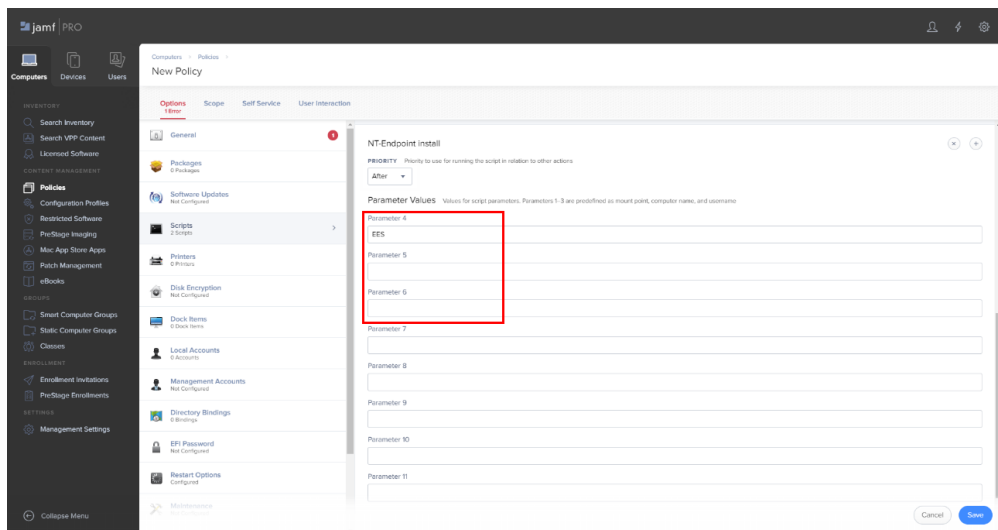 jamf PRO
Computers
Devices
Users
INVENTORY
Search Inventory
Search VPP Content
Licensed Software
CONTENT MANAGEMENT
Policies
Configuration Profiles
Restricted Software
PreStage Imaging
Mac App Store Apps
Patch Management
eBooks
GROUPS
Smart Computer Groups
Static Computer Groups
Classes
ENROLLMENT
Enrollment Invitations
PreStage Enrollments
SETTINGS
Management Settings
Collapse Menu
Computers > Policies >
New Policy
Options
1 Error
Scope
Self Service
User Interaction
General
1
Packages
0 Packages
Software Updates
Not Configured
Scripts
2 Scripts
Printers
0 Printers
Disk Encryption
Not Configured
Dock Items
0 Dock Items
Local Accounts
0 Accounts
Management Accounts
Not Configured
Directory Bindings
0 Bindings
EFI Password
Not Configured
Restart Options
Configured
Maintenance
NT-Endpoint Install
PRIORITY Priority to use for running the script in relation to other actions
After
Parameter Values Values for script parameters. Parameters 1-3 are predefined as mount point, computer name, and username
Parameter 4
EES
Parameter 5
Parameter 6
Parameter 7
Parameter 8
Parameter 9
Parameter 10
Parameter 11
Cancel
Save